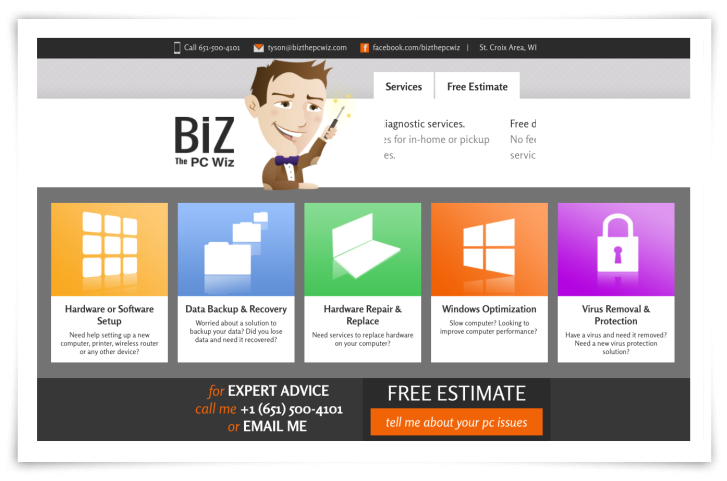 Call 651-500-4101 tyson@bizthepcwiz.com facebook.com/bizthepcwiz | St. Croix Area, WI
Services Free Estimate
BiZ
The PC Wiz
iagnostic services.
es for in-home or pickup
es.
Free d
No fee
servic
Hardware or Software
Setup
Need help setting up a new
computer, printer, wireless router
or any other device?
Data Backup & Recovery
Worried about a solution to
backup your data? Did you lose
data and need it recovered?
Hardware Repair &
Replace
Need services to replace hardware
on your computer?
Windows Optimization
Slow computer? Looking to
improve computer performance?
Virus Removal &
Protection
Have a virus and need it removed?
Need a new virus protection
solution?
for EXPERT ADVICE
call me +1 (651) 500-4101
or EMAIL ME
FREE ESTIMATE
tell me about your pc issues